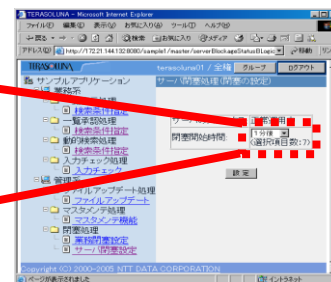 TERASOLUNA - Microsoft Internet Explorer
ファイル(F) 編集(E) 表示(V) お気に入り(A) ツール(T) ヘルプ(H)
戻る 検索 お気に入り メディア
アドレス(D) http://172.21.144.132:8080/sample1/master/serverBlockageStatusBLogic 移動
TERASOLUNA terasoluna01 / 全権 グループ ログアウト
サンプルアプリケーション
サーバ閉塞処理(閉塞の設定)
業務系
検索条件指定
一覧承認処理
検索条件指定
動的検索処理
検索条件指定
入力チェック処理
入力チェック
管理系
ファイルアップデート処理
ファイルアップデート
マスタメンテ処理
マスタメンテ機能
閉塞処理
業務閉塞設定
サーバ閉塞設定
正常運用
閉塞開始時間: 1分後
(選択項目数:7)
設定
Copyright (C) 2000-2005 NTT DATA CORPORATION
ページが表示されました
イントラネット